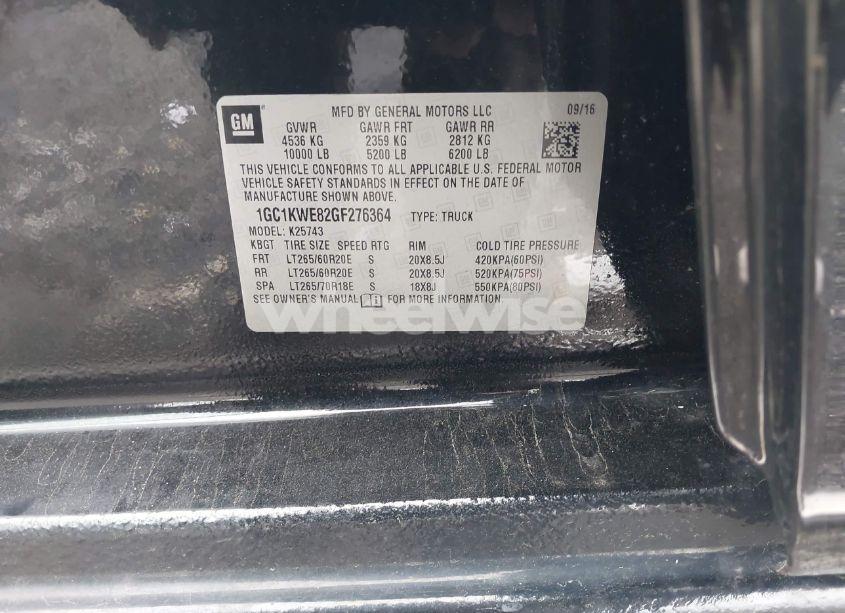 GM
MFD BY GENERAL MOTORS LLC 09/16
GVWR GAWR FRT GAWR RR
4536 KG 2359 KG 2812 KG
10000 LB 5200 LB 6200 LB
THIS VEHICLE CONFORMS TO ALL APPLICABLE U.S. FEDERAL MOTOR
VEHICLE SAFETY STANDARDS IN EFFECT ON THE DATE OF
MANUFACTURE SHOWN ABOVE.
1GC1KWE82GF276364 TYPE: TRUCK
MODEL: K25743
KBGT TIRE SIZE SPEED RTG RIM COLD TIRE PRESSURE
FRT LT265/60R20E S 20X8.5J 420KPA(60PSI)
RR LT265/60R20E S 20X8.5J 520KPA(75PSI)
SPA LT265/70R18E S 18X8J 550KPA(80PSI)
SEE OWNER'S MANUAL i FOR MORE INFORMATION.
wheelwise